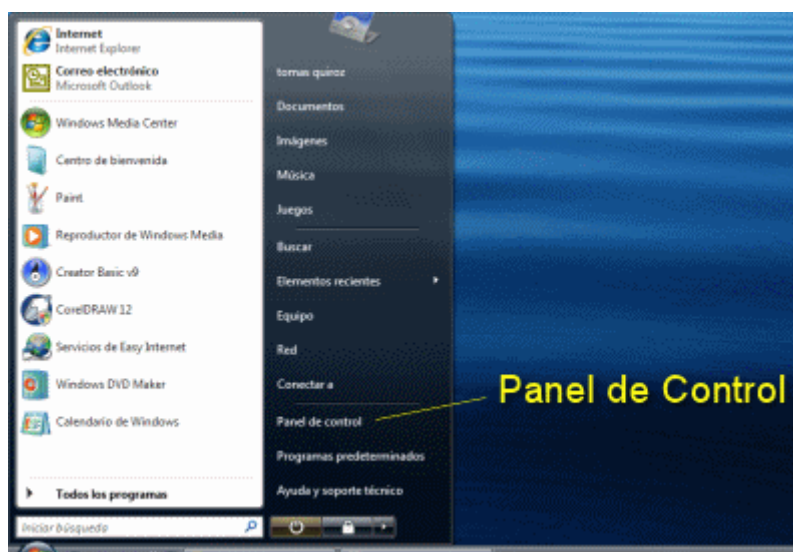 Internet
Internet Explorer
Correo electrónico
Microsoft Outlook
Windows Media Center
Centro de bienvenida
Paint
Reproductor de Windows Media
Creator Basic v9
CorelDRAW 12
Servicios de Easy Internet
Windows DVD Maker
Calendario de Windows
Todos los programas
Iniciar búsqueda
tomas quiroz
Documentos
Imágenes
Música
Juegos
Buscar
Elementos recientes
Equipo
Red
Conectar a
Panel de control
Programas predeterminados
Ayuda y soporte técnico
Panel de Control